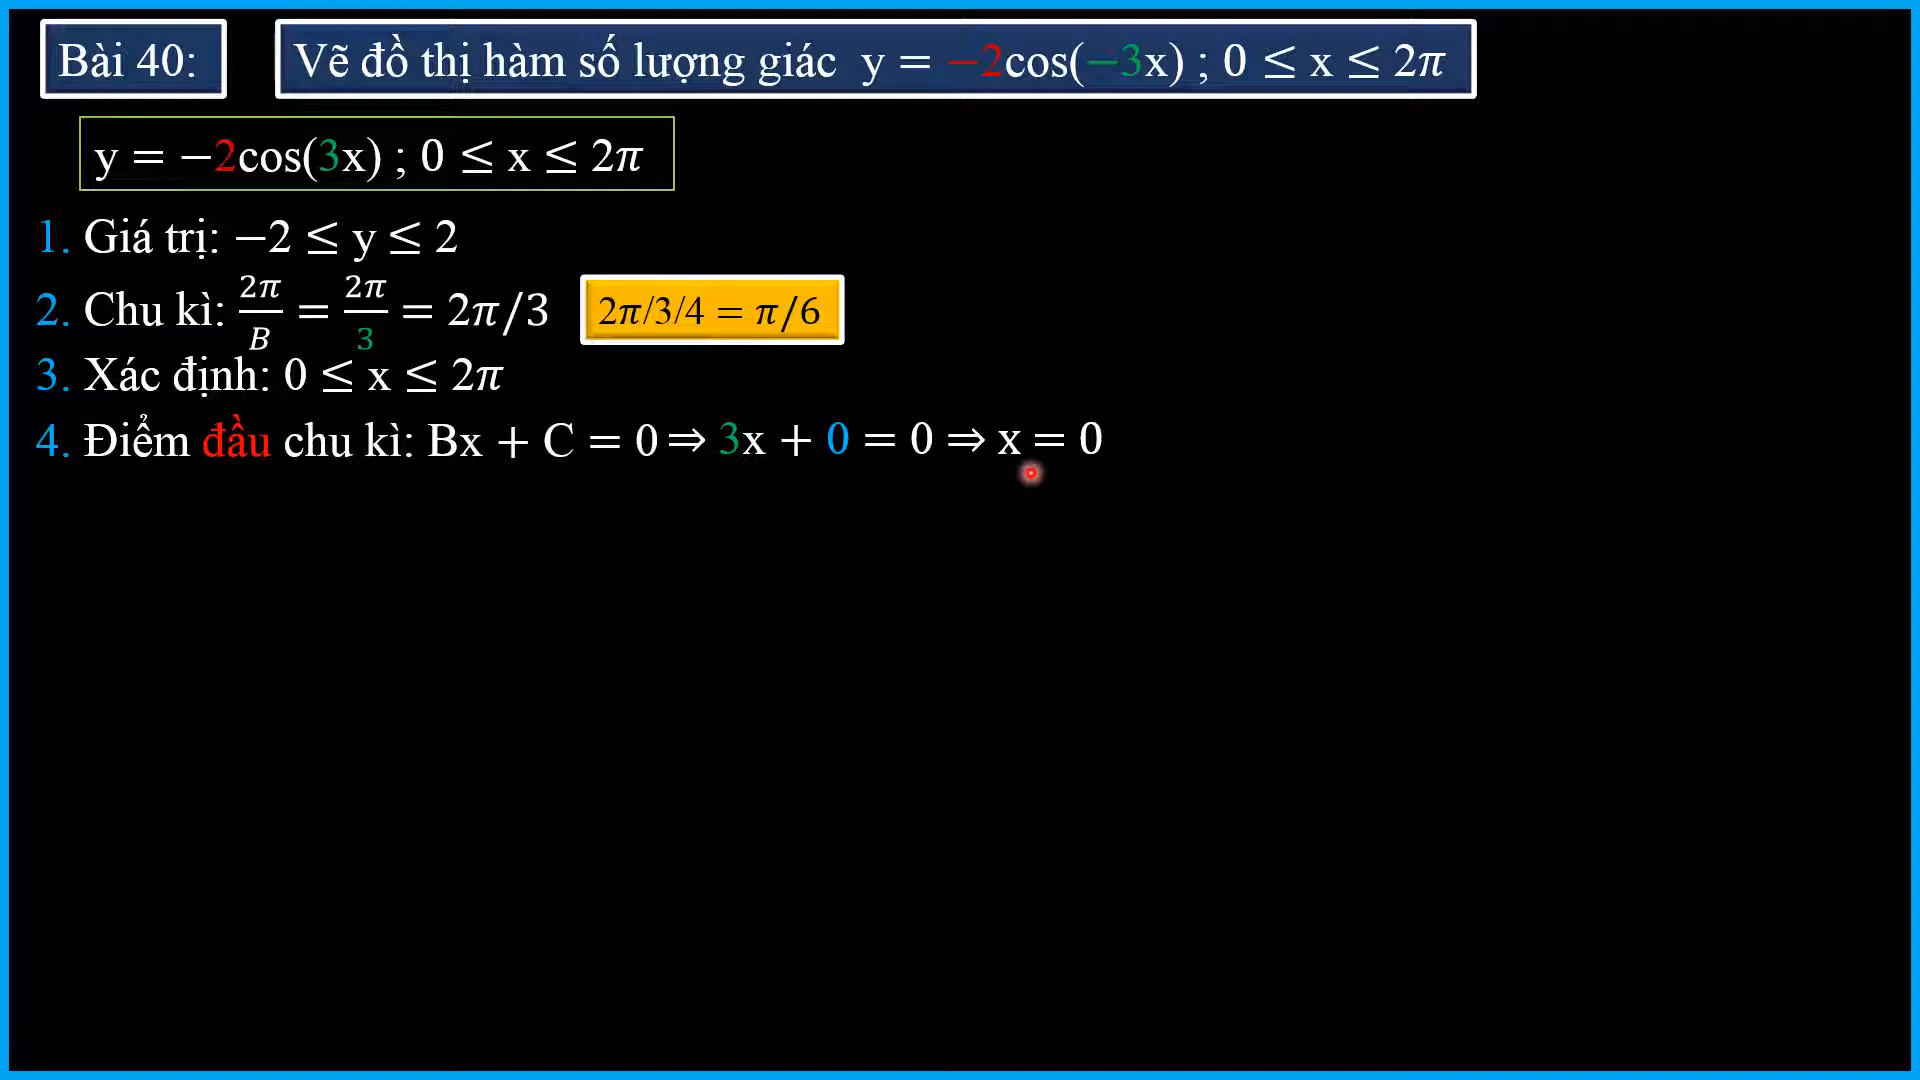 Bài 40: Vẽ đồ thị hàm số lượng giác y = −2cos(−3x) ; 0 ≤ x ≤ 2π
y = −2cos(3x) ; 0 ≤ x ≤ 2π
1. Giá trị: −2 ≤ y ≤ 2
2. Chu kì: 2π/B = 2π/3 = 2π/3 2π/3/4 = π/6
3. Xác định: 0 ≤ x ≤ 2π
4. Điểm đầu chu kì: Bx + C = 0 ⇒ 3x + 0 = 0 ⇒ x = 0